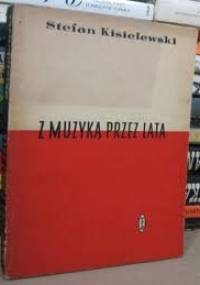 Stefan Kisielewski
Z MUZYKĄ PRZEZ LATA